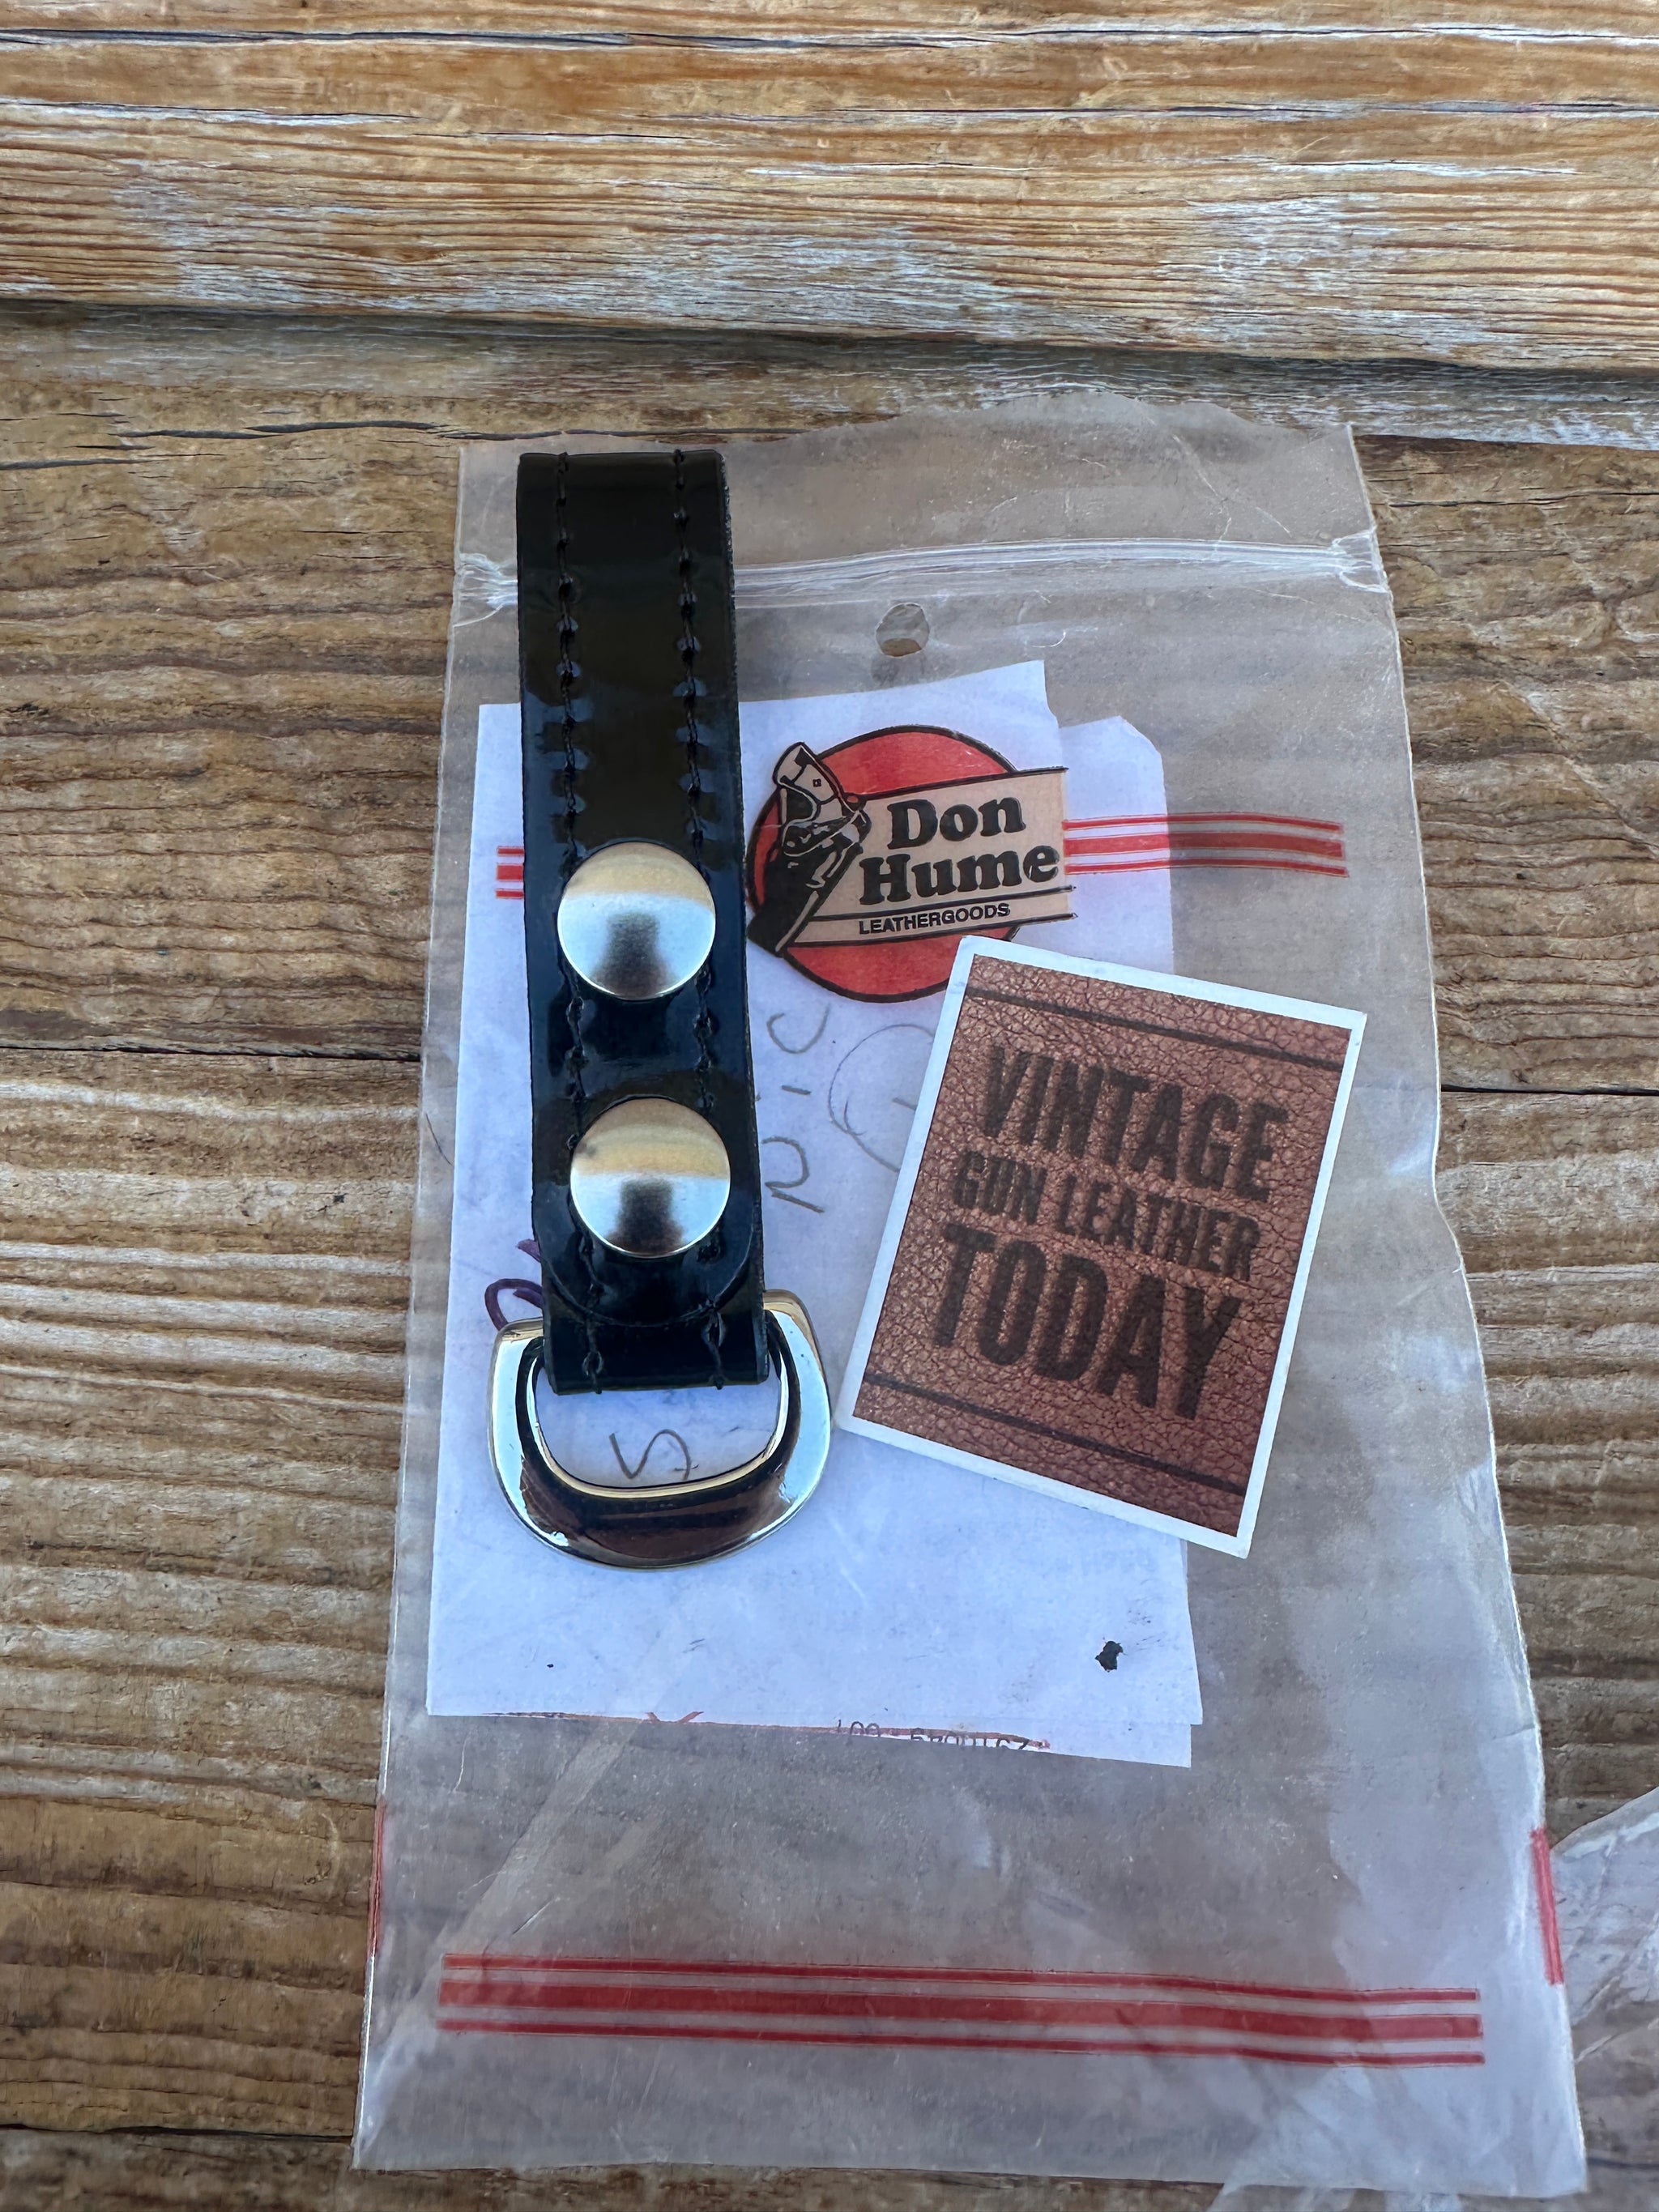 Don
Hume
LEATHERGOODS
VINTAGE
GUN LEATHER
TODAY